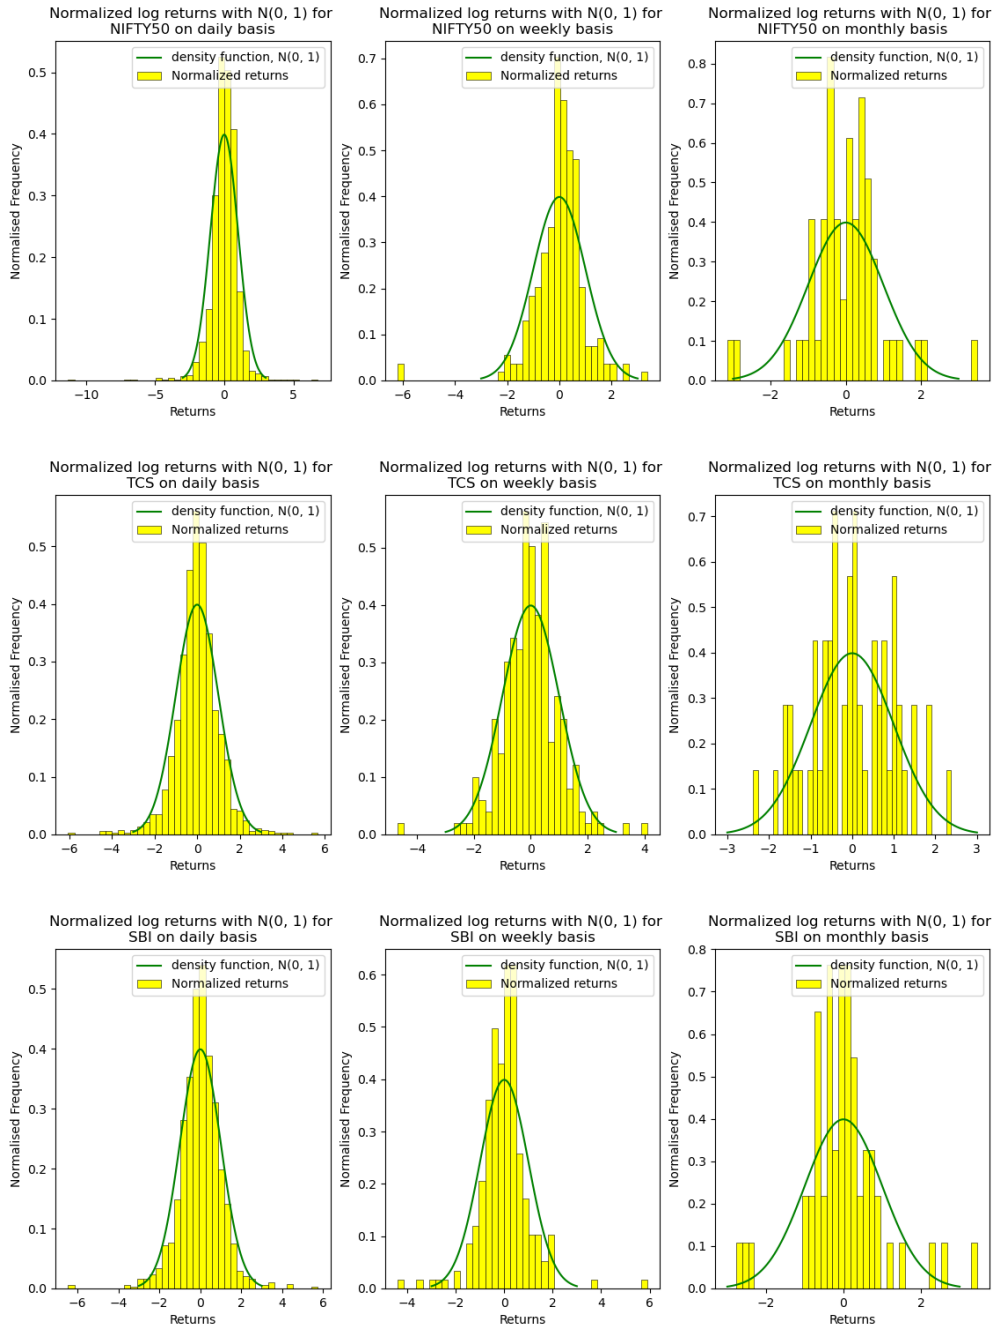 Normalized log returns with N(0, 1) for
NIFTY50 on daily basis
density function, N(0, 1)
Normalized returns
Normalised Frequency
0.5
0.4
0.3
0.2
0.1
0.0
−10
−5
0
5
Returns
Normalized log returns with N(0, 1) for
NIFTY50 on weekly basis
density function, N(0, 1)
Normalized returns
Normalised Frequency
0.7
0.6
0.5
0.4
0.3
0.2
0.1
0.0
−6
−4
−2
0
2
Returns
Normalized log returns with N(0, 1) for
NIFTY50 on monthly basis
density function, N(0, 1)
Normalized returns
Normalised Frequency
0.8
0.7
0.6
0.5
0.4
0.3
0.2
0.1
0.0
−2
0
2
Returns
Normalized log returns with N(0, 1) for
TCS on daily basis
density function, N(0, 1)
Normalized returns
Normalised Frequency
0.5
0.4
0.3
0.2
0.1
0.0
−6
−4
−2
0
2
4
6
Returns
Normalized log returns with N(0, 1) for
TCS on weekly basis
density function, N(0, 1)
Normalized returns
Normalised Frequency
0.5
0.4
0.3
0.2
0.1
0.0
−4
−2
0
2
4
Returns
Normalized log returns with N(0, 1) for
TCS on monthly basis
density function, N(0, 1)
Normalized returns
Normalised Frequency
0.7
0.6
0.5
0.4
0.3
0.2
0.1
0.0
−3
−2
−1
0
1
2
3
Returns
Normalized log returns with N(0, 1) for
SBI on daily basis
density function, N(0, 1)
Normalized returns
Normalised Frequency
0.5
0.4
0.3
0.2
0.1
0.0
−6
−4
−2
0
2
4
6
Returns
Normalized log returns with N(0, 1) for
SBI on weekly basis
density function, N(0, 1)
Normalized returns
Normalised Frequency
0.6
0.5
0.4
0.3
0.2
0.1
0.0
−4
−2
0
2
4
6
Returns
Normalized log returns with N(0, 1) for
SBI on monthly basis
density function, N(0, 1)
Normalized returns
Normalised Frequency
0.8
0.7
0.6
0.5
0.4
0.3
0.2
0.1
0.0
−2
0
2
Returns